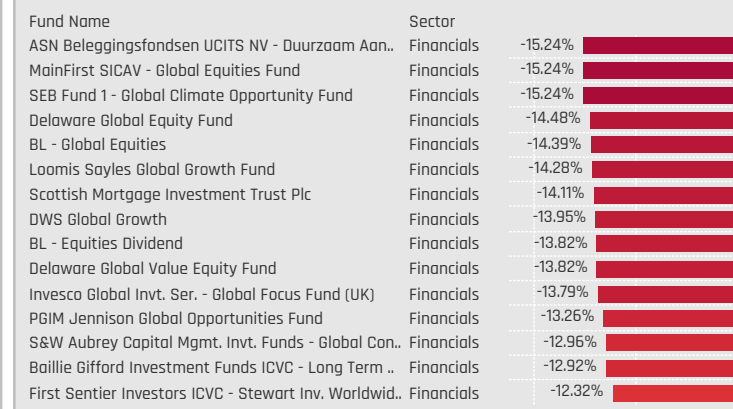 Fund Name Sector
ASN Beleggingsfondsen UCITS NV - Duurzaam Aan.. Financials -15.24%
MainFirst SICAV - Global Equities Fund Financials -15.24%
SEB Fund 1 - Global Climate Opportunity Fund Financials -15.24%
Delaware Global Equity Fund Financials -14.48%
BL - Global Equities Financials -14.39%
Loomis Sayles Global Growth Fund Financials -14.28%
Scottish Mortgage Investment Trust Plc Financials -14.11%
DWS Global Growth Financials -13.95%
BL - Equities Dividend Financials -13.82%
Delaware Global Value Equity Fund Financials -13.82%
Invesco Global Invt. Ser. - Global Focus Fund (UK) Financials -13.79%
PGIM Jennison Global Opportunities Fund Financials -13.26%
S&W Aubrey Capital Mgmt. Invt. Funds - Global Con.. Financials -12.96%
Baillie Gifford Investment Funds ICVC - Long Term .. Financials -12.92%
First Sentier Investors ICVC - Stewart Inv. Worldwid.. Financials -12.32%